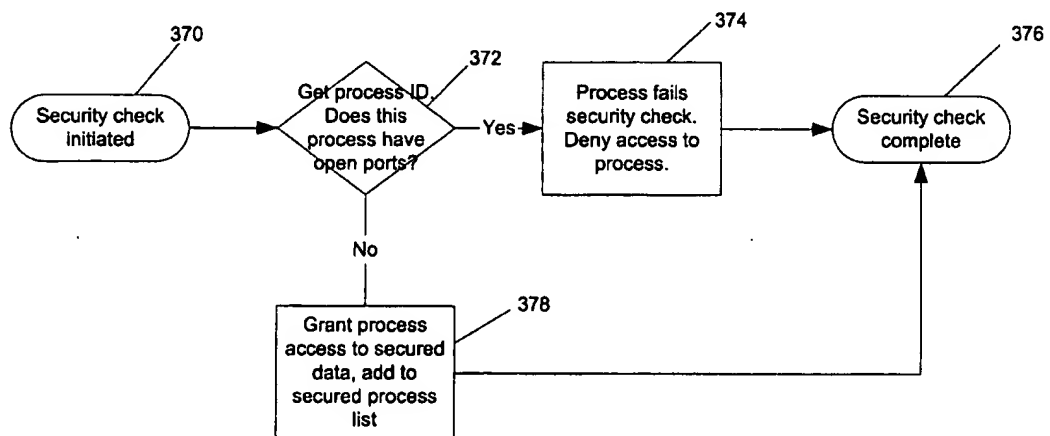 370
Security check
initiated
372
Get process ID.
Does this
process have
open ports?
Yes
374
Process fails
security check.
Deny access to
process.
376
Security check
complete
No
378
Grant process
access to secured
data, add to
secured process
list